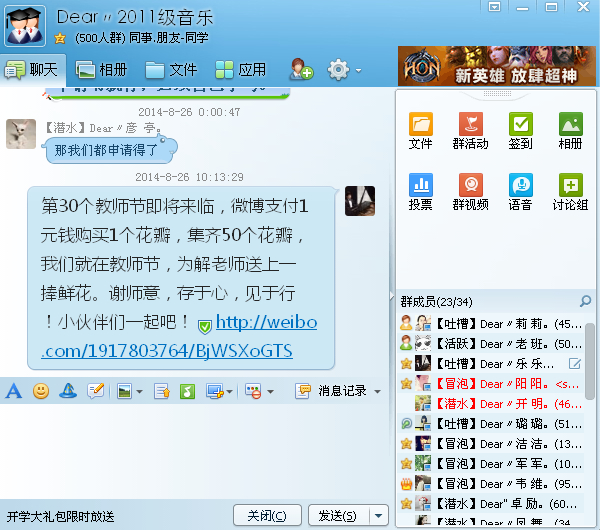 Dear〃2011级音乐
(500人群) 同事.朋友-同学
聊天
相册
文件
应用
HON
新英雄 放肆超神
2014-8-26 0:00:47
【潜水】Dear〃彦 亭。
那我们都申请得了
2014-8-26 10:13:29
第30个教师节即将来临，微博支付1
元钱购买1个花瓣，集齐50个花瓣，
我们就在教师节，为解老师送上一
捧鲜花。谢师意，存于心，见于行
！小伙伴们一起吧！ http://weibo
.com/1917803764/BjWSXoGTS
消息记录
开学大礼包限时放送
关闭(C)
发送(S)
文件
群活动
签到
相册
投票
群视频
语音
讨论组
群成员(23/34)
【吐槽】Dear〃莉 莉。(45...
【活跃】Dear〃老 班。(50...
【吐槽】Dear〃乐 乐...
【冒泡】Dear〃阳 阳。<s...
【潜水】Dear〃开 明。(46...
【吐槽】Dear〃璐 璐。(51...
【冒泡】Dear〃洁 洁。(13...
【冒泡】Dear〃军 军。(10...
【冒泡】Dear〃韦 维。(95...
【潜水】Dear" 卓 励。(60...